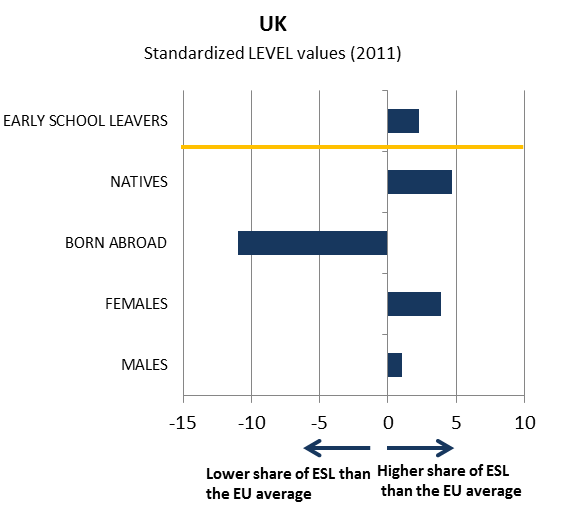 UK
Standardized LEVEL values (2011)
EARLY SCHOOL LEAVERS
NATIVES
BORN ABROAD
FEMALES
MALES
-15 -10 -5 0 5 10
Lower share of ESL than
the EU average
Higher share of ESL
than the EU average